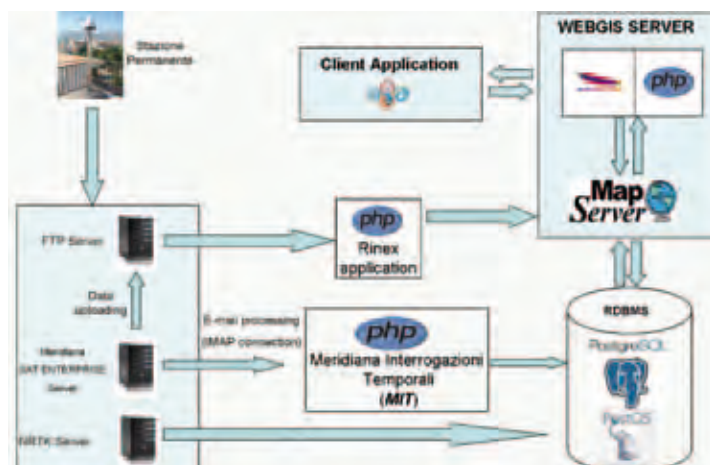 Stazione
Permanente
Client Application
WEBGIS SERVER
php
Map
Server
FTP Server
php
Rinex
application
Data
uploading
E-mail processing
(IMAP connection)
php
Meridiana Interrogazioni
Temporali
(MIT)
Meridiana
SAT ENTERPRISE
Server
NRTK Server
RDBMS
PostgreSQL
PostGIS